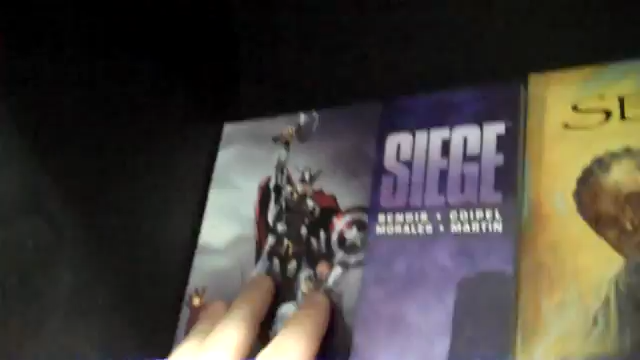 SIEGE
BENDIS • COIPEL
MORALES • MARTIN